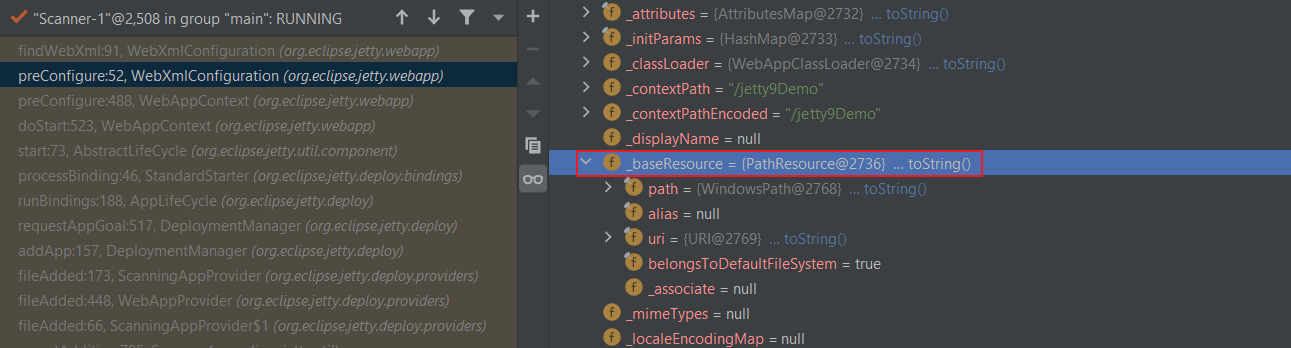 "Scanner-1"@2,508 in group "main": RUNNING
findWebXml:91, WebXmlConfiguration (org.eclipse.jetty.webapp)
preConfigure:52, WebXmlConfiguration (org.eclipse.jetty.webapp)
preConfigure:488, WebAppContext (org.eclipse.jetty.webapp)
doStart:523, WebAppContext (org.eclipse.jetty.webapp)
start:73, AbstractLifeCycle (org.eclipse.jetty.util.component)
processBinding:46, StandardStarter (org.eclipse.jetty.deploy.bindings)
runBindings:188, AppLifeCycle (org.eclipse.jetty.deploy)
requestAppGoal:517, DeploymentManager (org.eclipse.jetty.deploy)
addApp:157, DeploymentManager (org.eclipse.jetty.deploy)
fileAdded:173, ScanningAppProvider (org.eclipse.jetty.deploy.providers)
fileAdded:448, WebAppProvider (org.eclipse.jetty.deploy.providers)
fileAdded:66, ScanningAppProvider$1 (org.eclipse.jetty.deploy.providers)
_attributes = {AttributesMap@2732} ... toString()
_initParams = {HashMap@2733} ... toString()
_classLoader = {WebAppClassLoader@2734} ... toString()
_contextPath = "/jetty9Demo"
_contextPathEncoded = "/jetty9Demo"
_displayName = null
_baseResource = {PathResource@2736} ... toString()
path = {WindowsPath@2768} ... toString()
alias = null
uri = {URI@2769} ... toString()
belongsToDefaultFileSystem = true
_associate = null
_mimeTypes = null
_localeEncodingMap = null